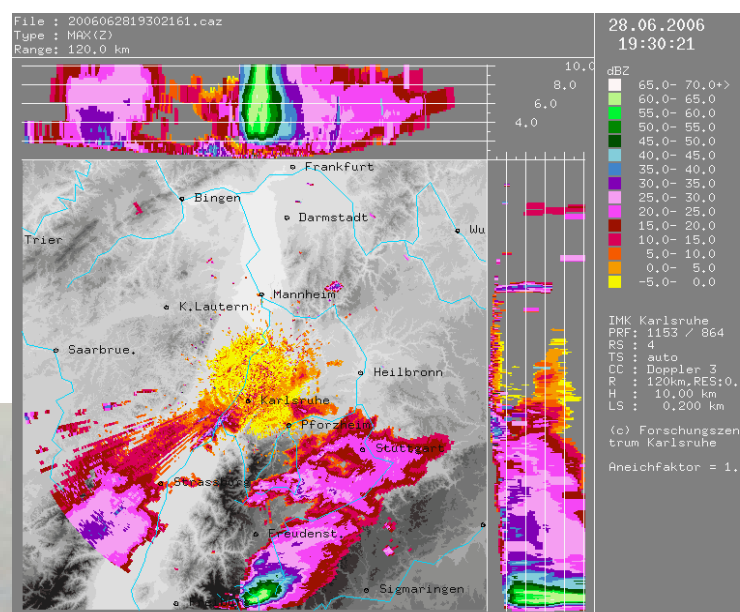 File : 2006062819302161.caz
Type : MAX(Z)
Range: 120.0 km
28.06.2006
19:30:21
10.0
8.0
6.0
4.0
dBZ
65.0- 70.0+>
60.0- 65.0
55.0- 60.0
50.0- 55.0
45.0- 50.0
40.0- 45.0
35.0- 40.0
30.0- 35.0
25.0- 30.0
20.0- 25.0
15.0- 20.0
10.0- 15.0
5.0- 10.0
0.0- 5.0
-5.0- 0.0
Frankfurt
Bingen
Darmstadt
Trier
Wu
Mannheim
K.Lautern
Saarbrue.
Heilbronn
Karlsruhe
Pforzheim
Stuttgart
Strassburg
Freudenst
Sigmaringen
IMK Karlsruhe
PRF: 1153 / 864
RS : 4
TS : auto
CC : Doppler 3
R : 120km,RES:0.
H : 10.00 km
LS : 0.200 km
(c) Forschungszen
trum Karlsruhe
Aneichfaktor = 1.